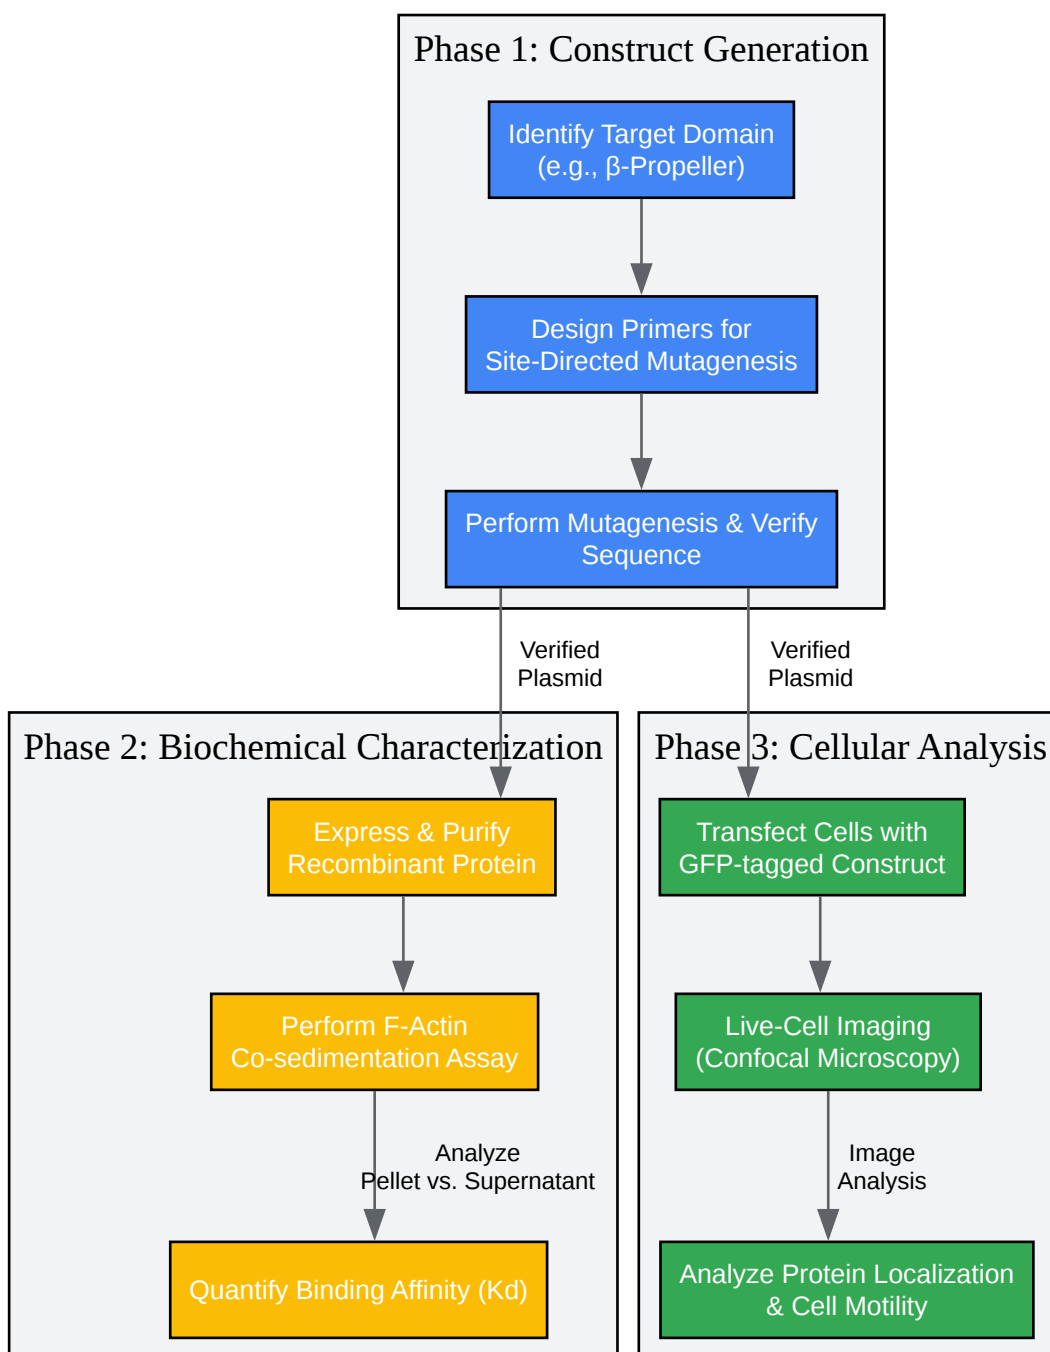 Phase 1: Construct Generation
Identify Target Domain
(e.g., β-Propeller)
Design Primers for
Site-Directed Mutagenesis
Perform Mutagenesis & Verify
Sequence
Verified
Plasmid
Verified
Plasmid
Phase 2: Biochemical Characterization
Express & Purify
Recombinant Protein
Perform F-Actin
Co-sedimentation Assay
Analyze
Pellet vs. Supernatant
Quantify Binding Affinity (Kd)
Phase 3: Cellular Analysis
Transfect Cells with
GFP-tagged Construct
Live-Cell Imaging
(Confocal Microscopy)
Image
Analysis
Analyze Protein Localization
& Cell Motility